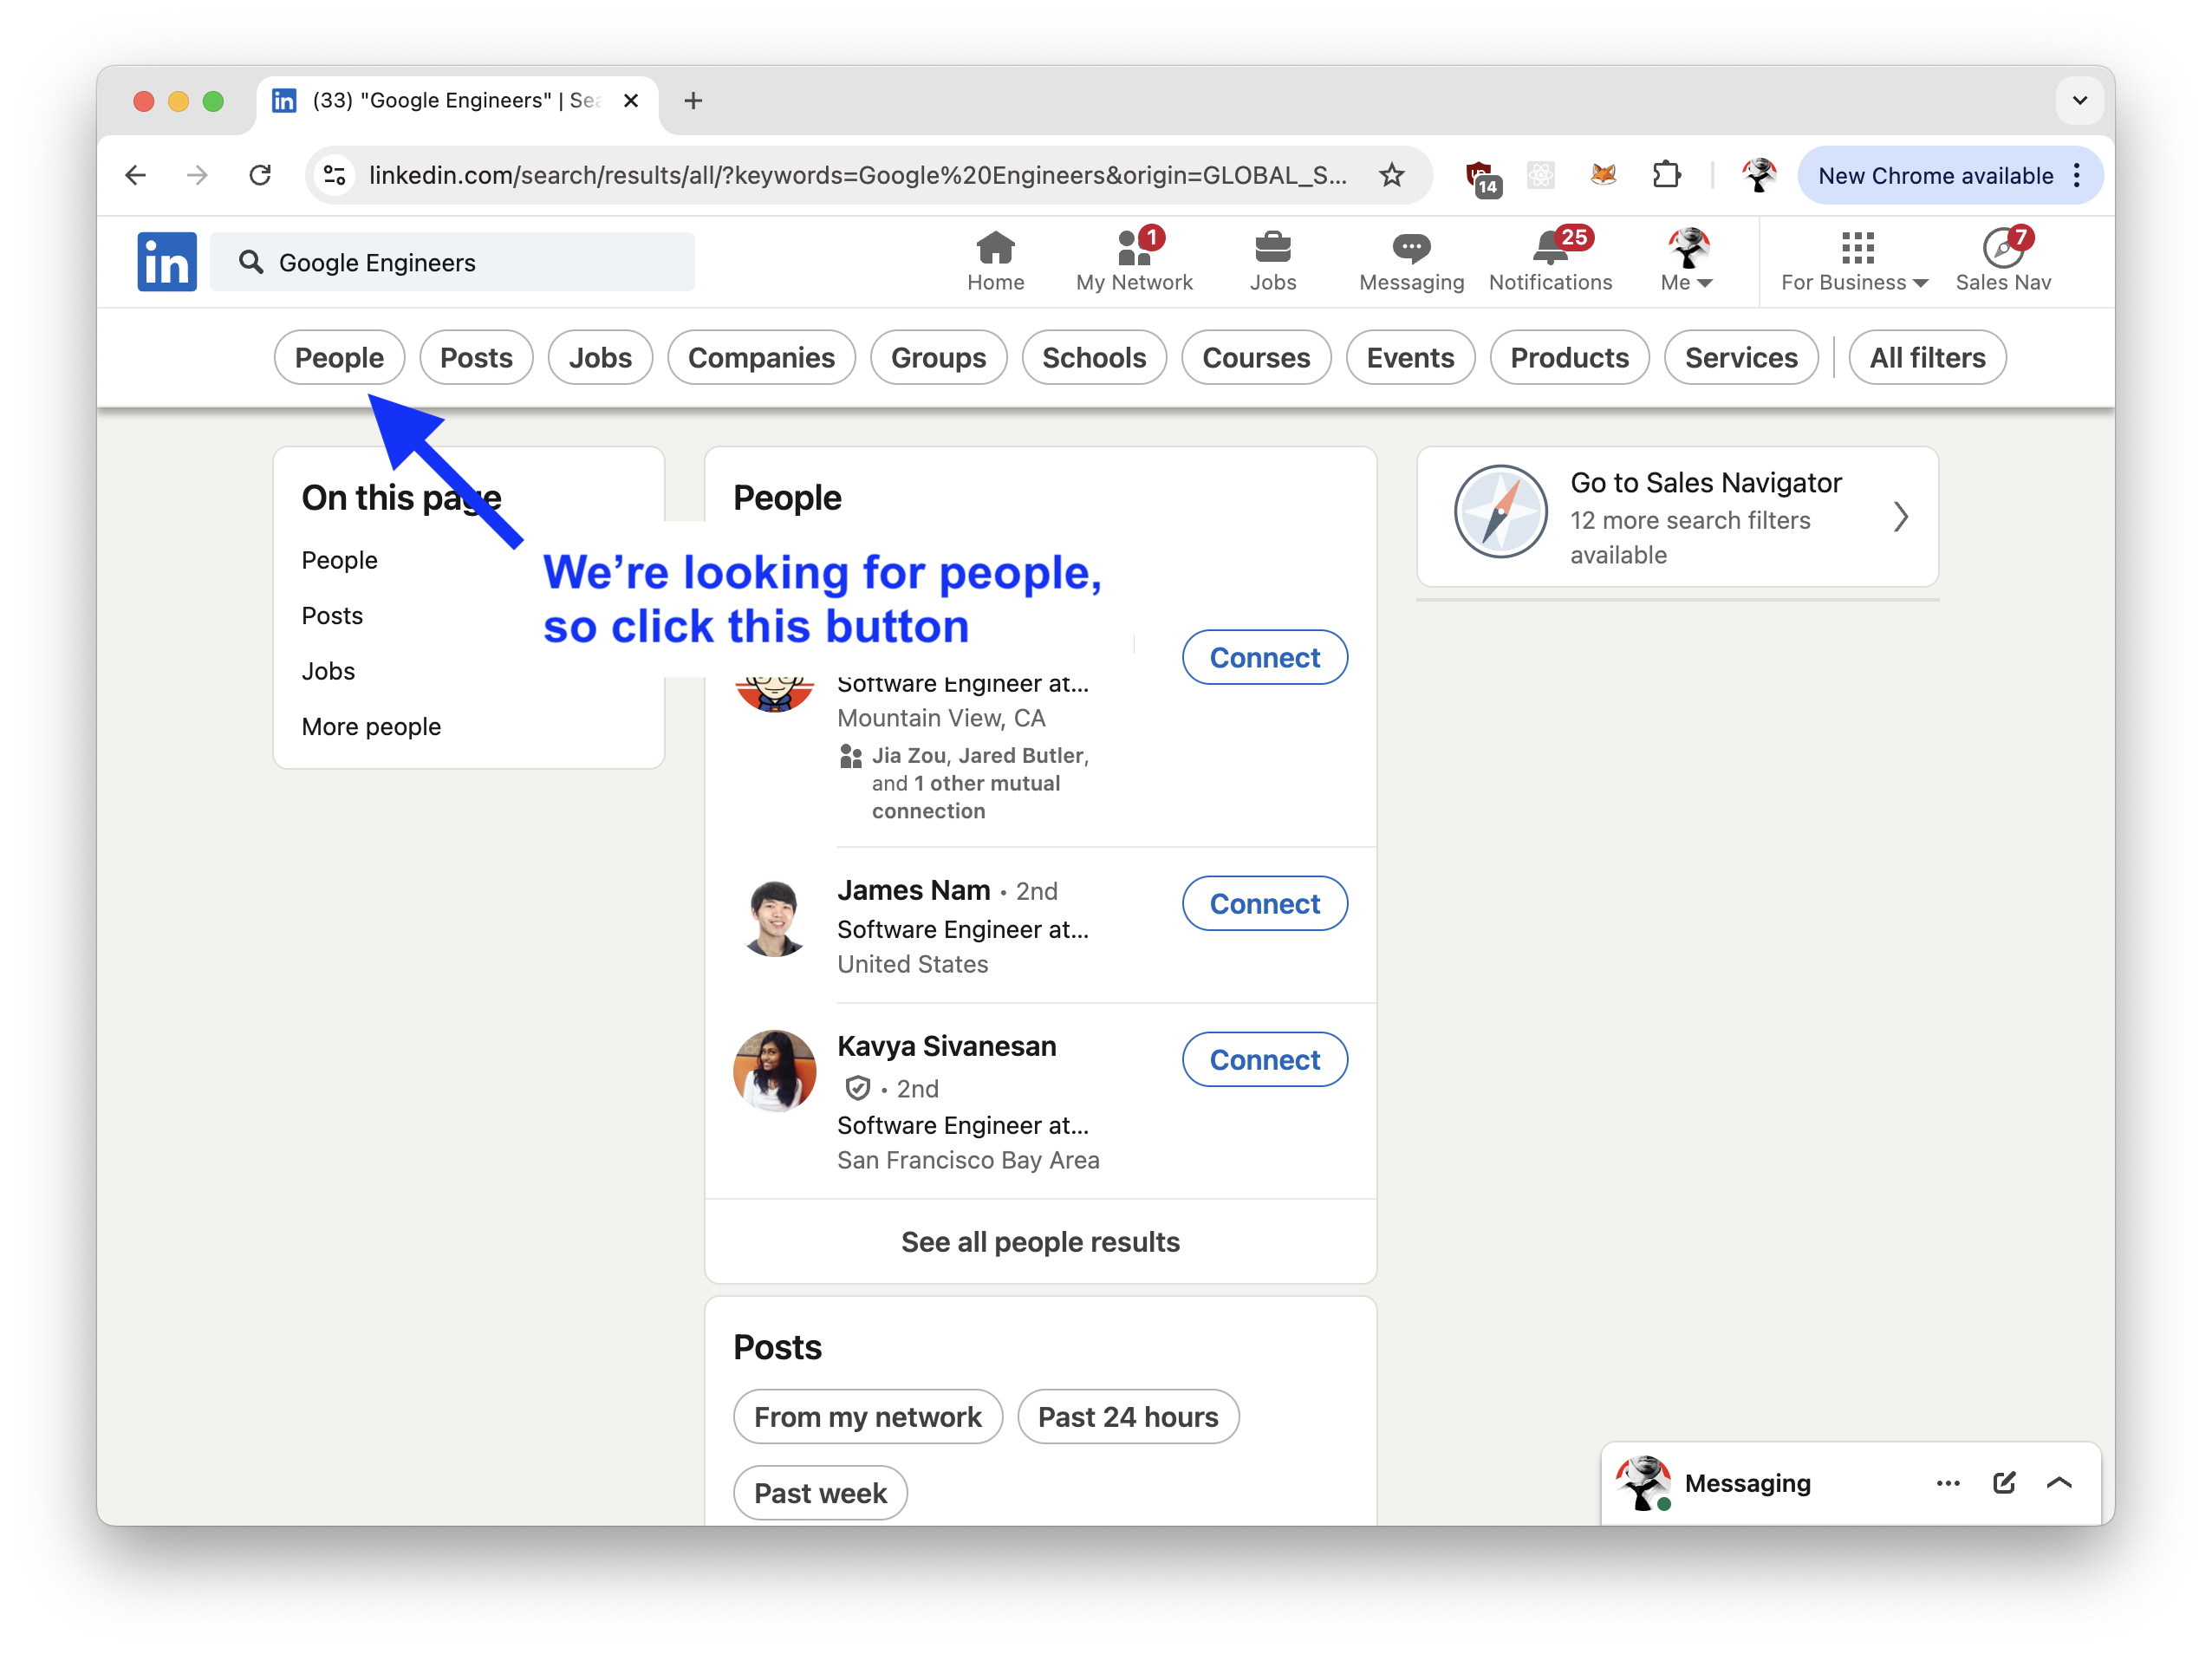 in (33) "Google Engineers" | Sea
linkedin.com/search/results/all/?keywords=Google%20Engineers&origin=GLOBAL_S...
14
New Chrome available
in
Google Engineers
Home
1
My Network
Jobs
Messaging
25
Notifications
Me
For Business
7
Sales Nav
People
Posts
Jobs
Companies
Groups
Schools
Courses
Events
Products
Services
All filters
On this page
People
Posts
Jobs
More people
We’re looking for people,
so click this button
People
Connect
Software Engineer at...
Mountain View, CA
Jia Zou, Jared Butler,
and 1 other mutual
connection
James Nam • 2nd
Connect
Software Engineer at...
United States
Kavya Sivanesan
Connect
• 2nd
Software Engineer at...
San Francisco Bay Area
See all people results
Posts
From my network
Past 24 hours
Past week
Go to Sales Navigator
12 more search filters
available
Messaging